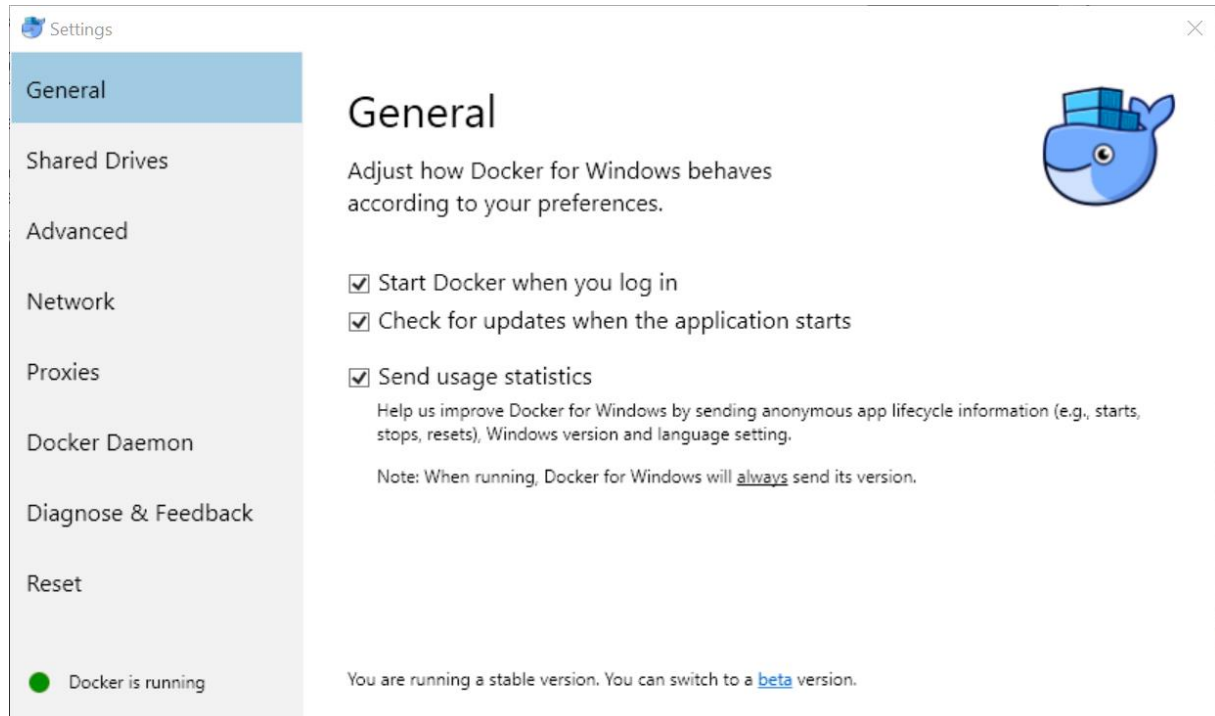 Settings
General
Shared Drives
Advanced
Network
Proxies
Docker Daemon
Diagnose & Feedback
Reset
Docker is running
General
Adjust how Docker for Windows behaves
according to your preferences.
Start Docker when you log in
Check for updates when the application starts
Send usage statistics
Help us improve Docker for Windows by sending anonymous app lifecycle information (e.g., starts,
stops, resets), Windows version and language setting.
Note: When running, Docker for Windows will always send its version.
You are running a stable version. You can switch to a beta version.